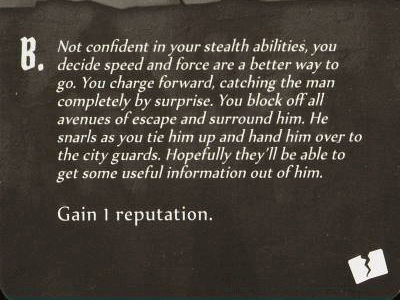 B. Not confident in your stealth abilities, you
decide speed and force are a better way to
go. You charge forward, catching the man
completely by surprise. You block off all
avenues of escape and surround him. He
snarls as you tie him up and hand him over to
the city guards. Hopefully they'll be able to
get some useful information out of him.
Gain 1 reputation.